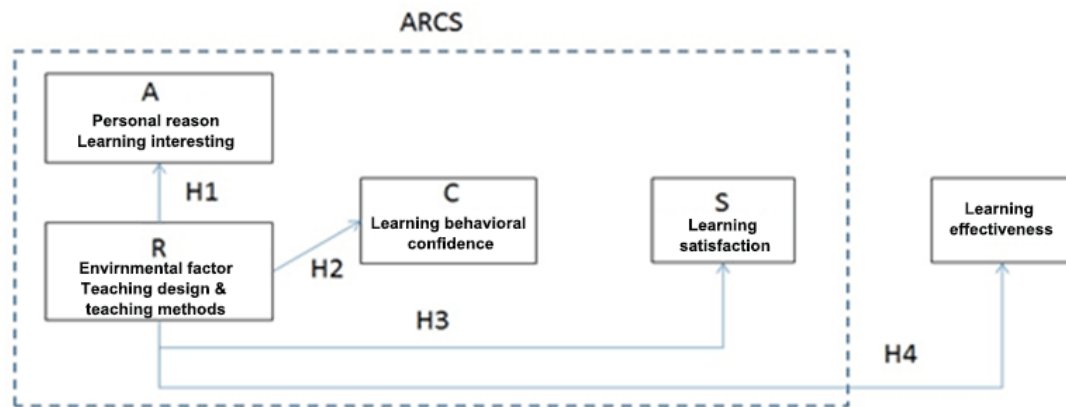 ARCS
A
Personal reason
Learning interesting
H1
R
Envirnmental factor
Teaching design &
teaching methods
H2
C
Learning behavioral
confidence
H3
S
Learning
satisfaction
H4
Learning
effectiveness